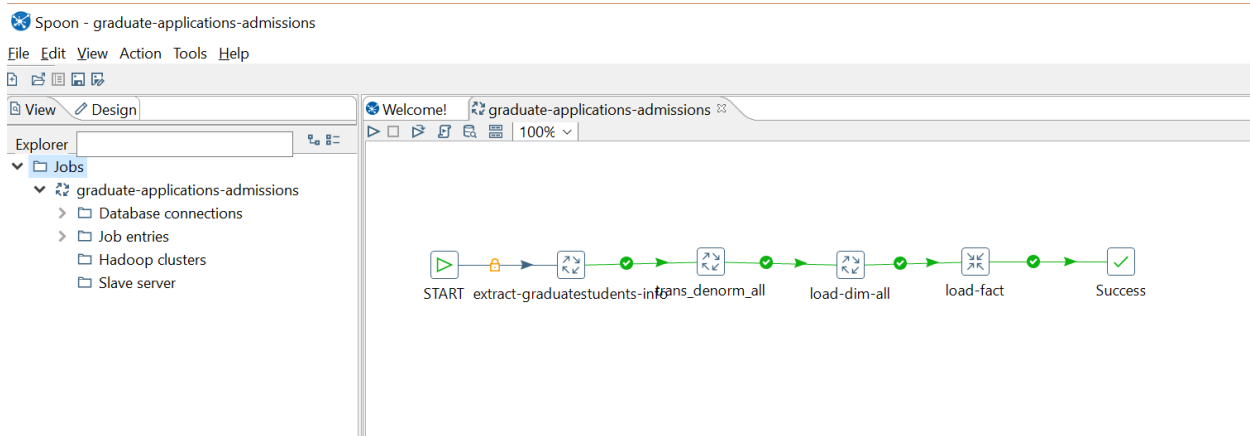 Spoon - graduate-applications-admissions
File Edit View Action Tools Help
View Design
Explorer
Jobs
graduate-applications-admissions
Database connections
Job entries
Hadoop clusters
Slave server
Welcome! graduate-applications-admissions
100%
START extract-graduatestudents-info trans_denorm_all load-dim-all load-fact Success